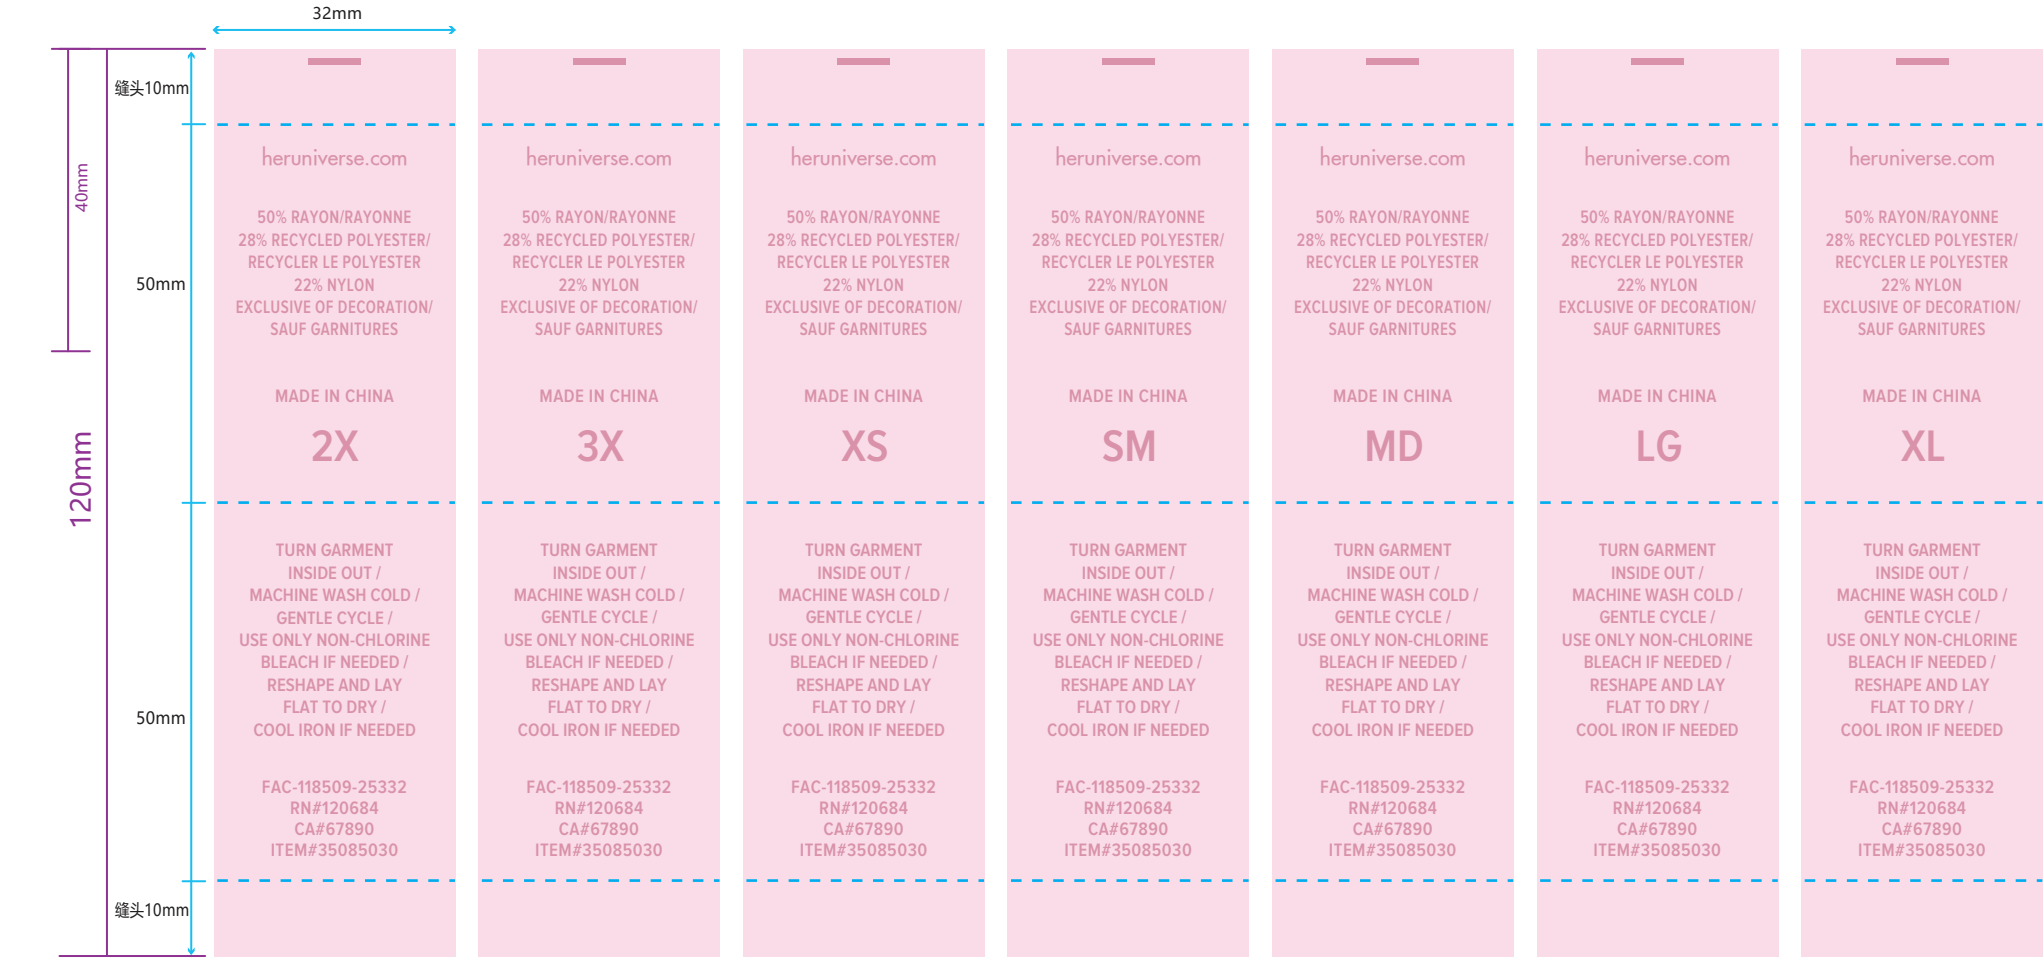 32mm
缝头10mm
40mm
50mm
120mm
50mm
缝头10mm
heruniverse.com
50% RAYON/RAYONNE
28% RECYCLED POLYESTER/
RECYCLER LE POLYESTER
22% NYLON
EXCLUSIVE OF DECORATION/
SAUF GARNITURES
MADE IN CHINA
2X
TURN GARMENT
INSIDE OUT /
MACHINE WASH COLD /
GENTLE CYCLE /
USE ONLY NON-CHLORINE
BLEACH IF NEEDED /
RESHAPE AND LAY
FLAT TO DRY /
COOL IRON IF NEEDED
FAC-118509-25332
RN#120684
CA#67890
ITEM#35085030
heruniverse.com
50% RAYON/RAYONNE
28% RECYCLED POLYESTER/
RECYCLER LE POLYESTER
22% NYLON
EXCLUSIVE OF DECORATION/
SAUF GARNITURES
MADE IN CHINA
3X
TURN GARMENT
INSIDE OUT /
MACHINE WASH COLD /
GENTLE CYCLE /
USE ONLY NON-CHLORINE
BLEACH IF NEEDED /
RESHAPE AND LAY
FLAT TO DRY /
COOL IRON IF NEEDED
FAC-118509-25332
RN#120684
CA#67890
ITEM#35085030
heruniverse.com
50% RAYON/RAYONNE
28% RECYCLED POLYESTER/
RECYCLER LE POLYESTER
22% NYLON
EXCLUSIVE OF DECORATION/
SAUF GARNITURES
MADE IN CHINA
XS
TURN GARMENT
INSIDE OUT /
MACHINE WASH COLD /
GENTLE CYCLE /
USE ONLY NON-CHLORINE
BLEACH IF NEEDED /
RESHAPE AND LAY
FLAT TO DRY /
COOL IRON IF NEEDED
FAC-118509-25332
RN#120684
CA#67890
ITEM#35085030
heruniverse.com
50% RAYON/RAYONNE
28% RECYCLED POLYESTER/
RECYCLER LE POLYESTER
22% NYLON
EXCLUSIVE OF DECORATION/
SAUF GARNITURES
MADE IN CHINA
SM
TURN GARMENT
INSIDE OUT /
MACHINE WASH COLD /
GENTLE CYCLE /
USE ONLY NON-CHLORINE
BLEACH IF NEEDED /
RESHAPE AND LAY
FLAT TO DRY /
COOL IRON IF NEEDED
FAC-118509-25332
RN#120684
CA#67890
ITEM#35085030
heruniverse.com
50% RAYON/RAYONNE
28% RECYCLED POLYESTER/
RECYCLER LE POLYESTER
22% NYLON
EXCLUSIVE OF DECORATION/
SAUF GARNITURES
MADE IN CHINA
MD
TURN GARMENT
INSIDE OUT /
MACHINE WASH COLD /
GENTLE CYCLE /
USE ONLY NON-CHLORINE
BLEACH IF NEEDED /
RESHAPE AND LAY
FLAT TO DRY /
COOL IRON IF NEEDED
FAC-118509-25332
RN#120684
CA#67890
ITEM#35085030
heruniverse.com
50% RAYON/RAYONNE
28% RECYCLED POLYESTER/
RECYCLER LE POLYESTER
22% NYLON
EXCLUSIVE OF DECORATION/
SAUF GARNITURES
MADE IN CHINA
LG
TURN GARMENT
INSIDE OUT /
MACHINE WASH COLD /
GENTLE CYCLE /
USE ONLY NON-CHLORINE
BLEACH IF NEEDED /
RESHAPE AND LAY
FLAT TO DRY /
COOL IRON IF NEEDED
FAC-118509-25332
RN#120684
CA#67890
ITEM#35085030
heruniverse.com
50% RAYON/RAYONNE
28% RECYCLED POLYESTER/
RECYCLER LE POLYESTER
22% NYLON
EXCLUSIVE OF DECORATION/
SAUF GARNITURES
MADE IN CHINA
XL
TURN GARMENT
INSIDE OUT /
MACHINE WASH COLD /
GENTLE CYCLE /
USE ONLY NON-CHLORINE
BLEACH IF NEEDED /
RESHAPE AND LAY
FLAT TO DRY /
COOL IRON IF NEEDED
FAC-118509-25332
RN#120684
CA#67890
ITEM#35085030